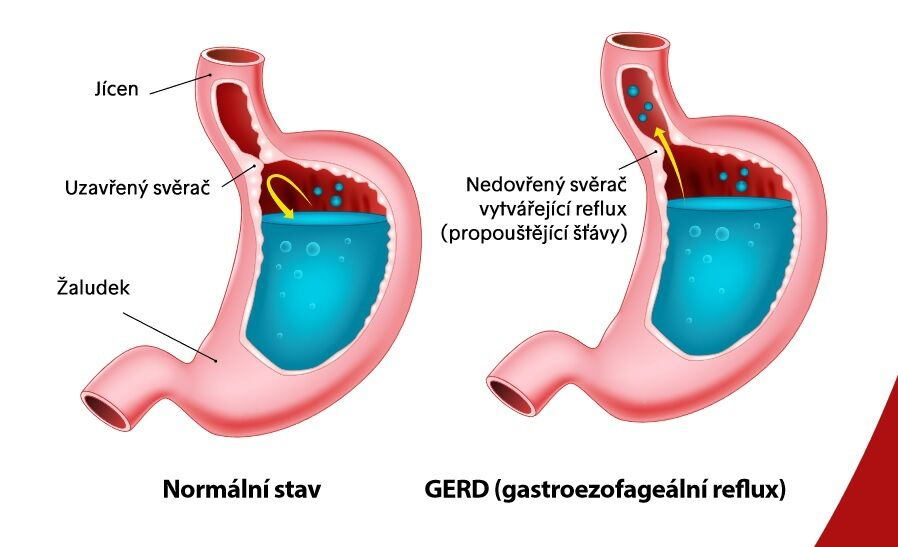 Jícen
Uzavřený svěrač
Žaludek
Normální stav
Nedovřený svěrač
vytvářející reflux
(propouštějící šťávy)
GERD (gastroezofageální reflux)